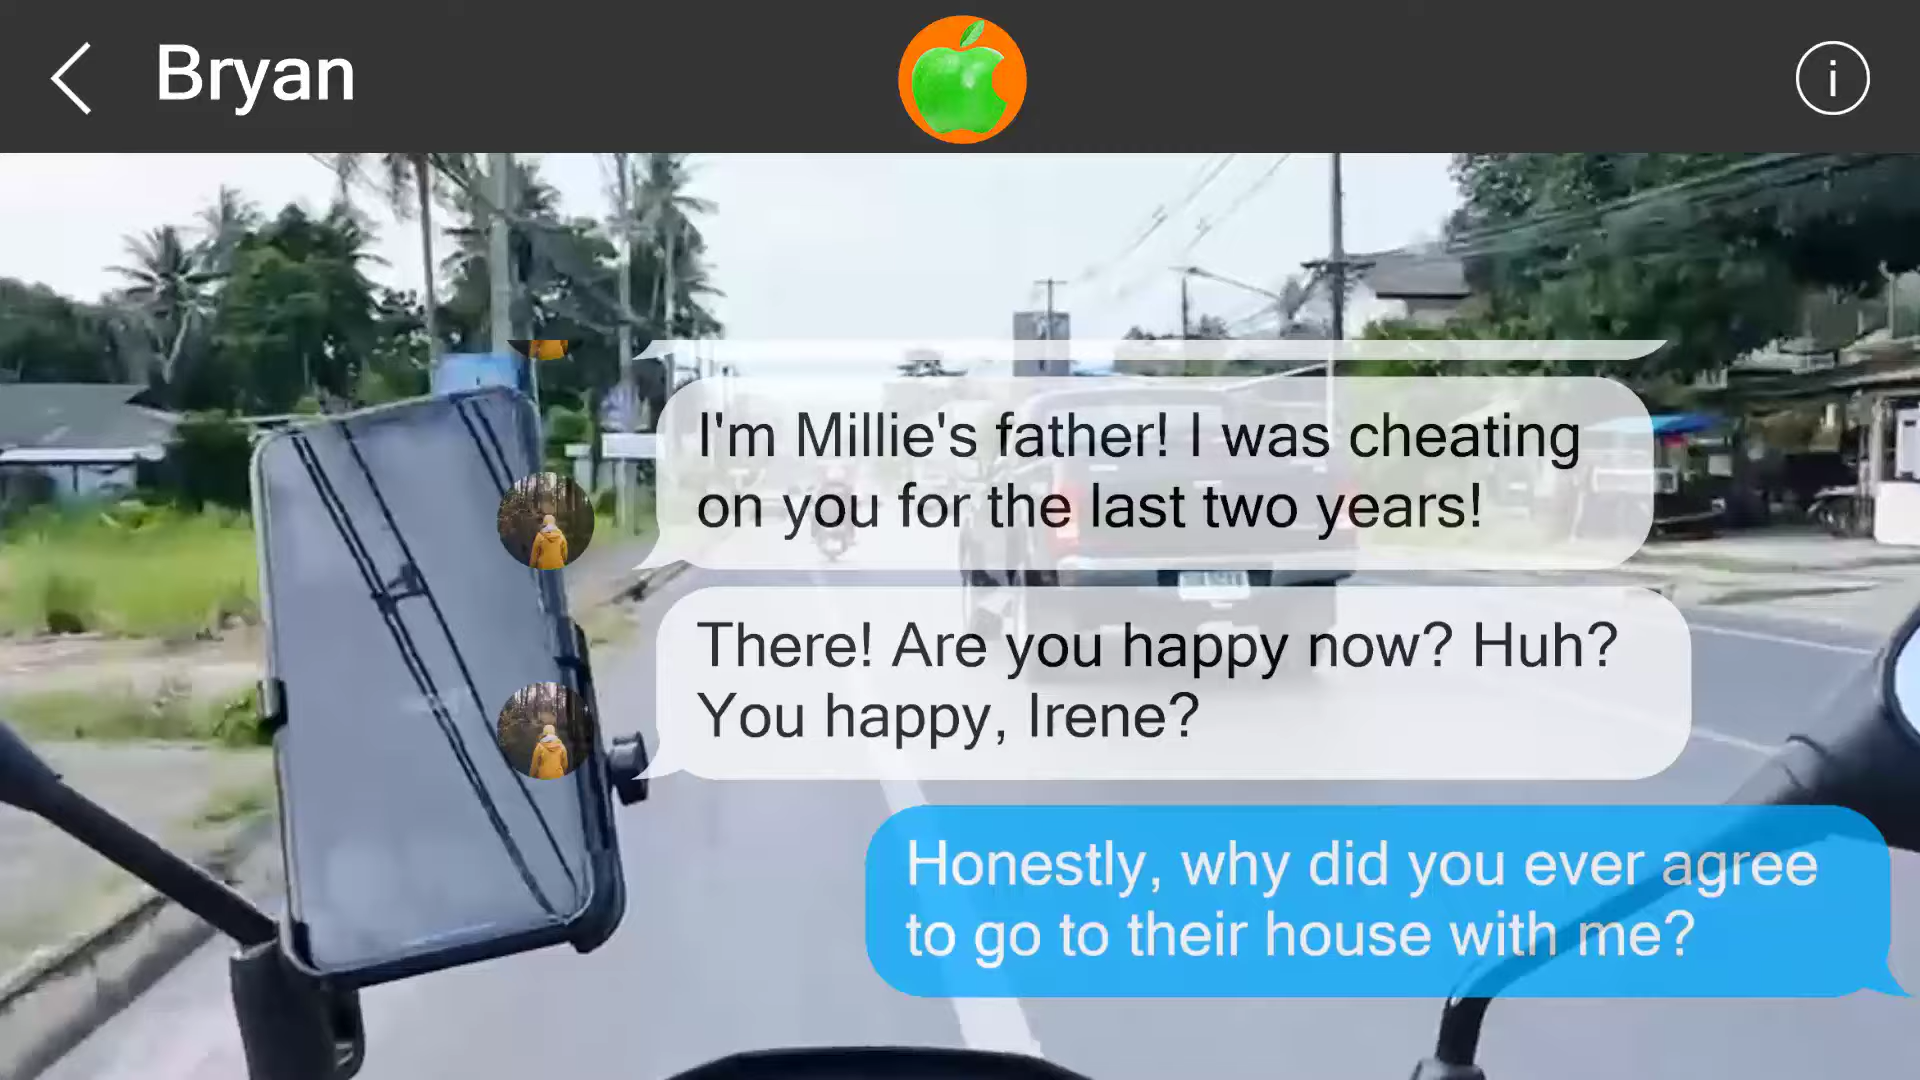 Bryan
I'm Millie's father! I was cheating
on you for the last two years!
There! Are you happy now? Huh?
You happy, Irene?
Honestly, why did you ever agree
to go to their house with me?